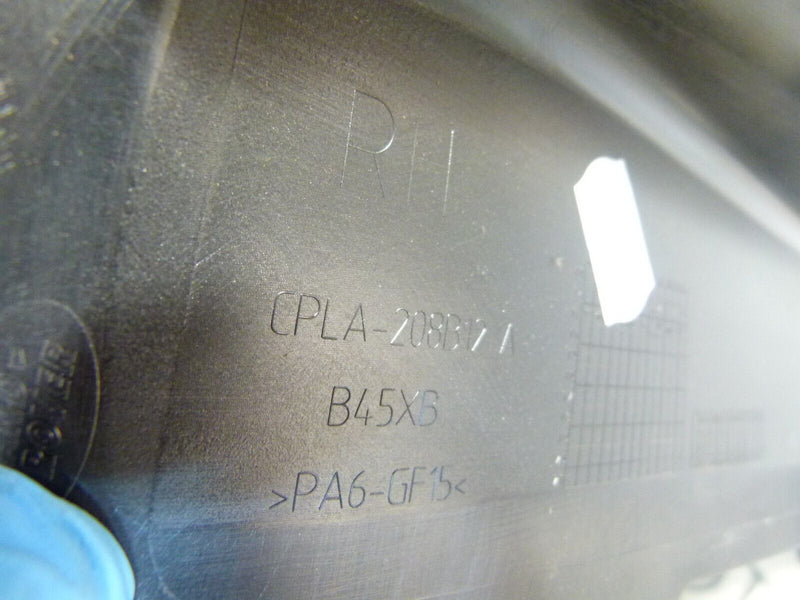 RH
CPLA-208B12 A
B45XB
>PA6-GF15<